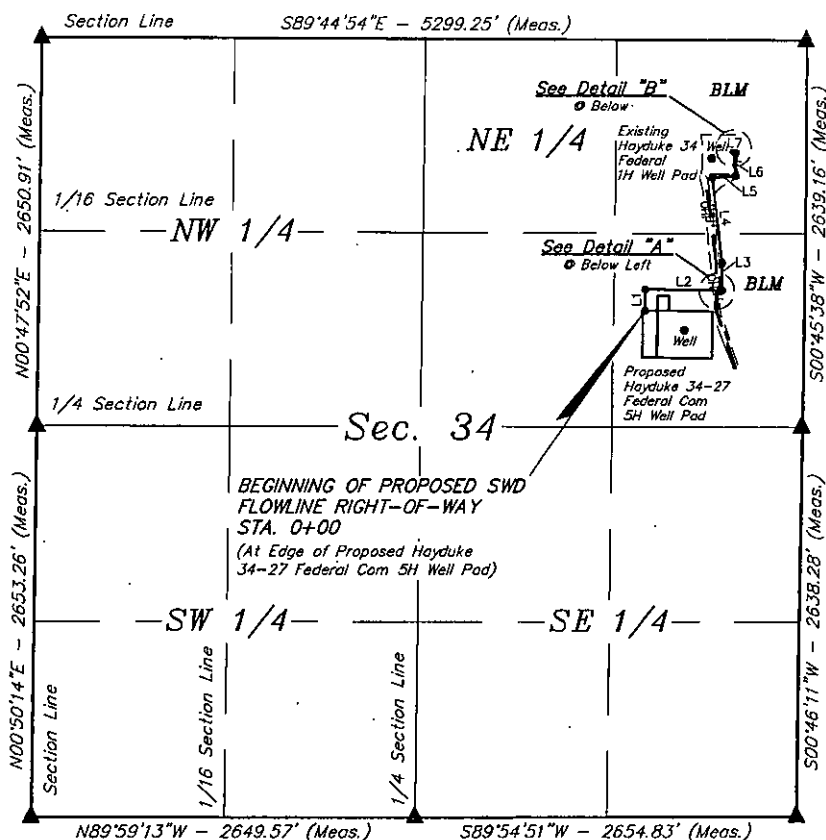 Section Line
S89°44'54"E - 5299.25' (Meas.)
N00°47'52"E - 2650.91' (Meas.)
S00°45'38"W - 2639.16' (Meas.)
See Detail "B"
Below
BLM
NE 1/4
Existing
Hayduke 34
Federal
1H Well Pad
Well
L7
L6
L5
L4
1/16 Section Line
NW 1/4
See Detail "A"
Below Left
L3
L2
BLM
L1
Well
Proposed
Hayduke 34-27
Federal Com
5H Well Pad
1/4 Section Line
Sec. 34
BEGINNING OF PROPOSED SWD
FLOWLINE RIGHT-OF-WAY
STA. 0+00
(At Edge of Proposed Hayduke
34-27 Federal Com 5H Well Pad)
N00°50'14"E - 2653.26' (Meas.)
S00°46'11"W - 2638.28' (Meas.)
SW 1/4
SE 1/4
Section Line
1/16 Section Line
1/4 Section Line
N89°59'13"W - 2649.57' (Meas.)
S89°54'51"W - 2654.83' (Meas.)